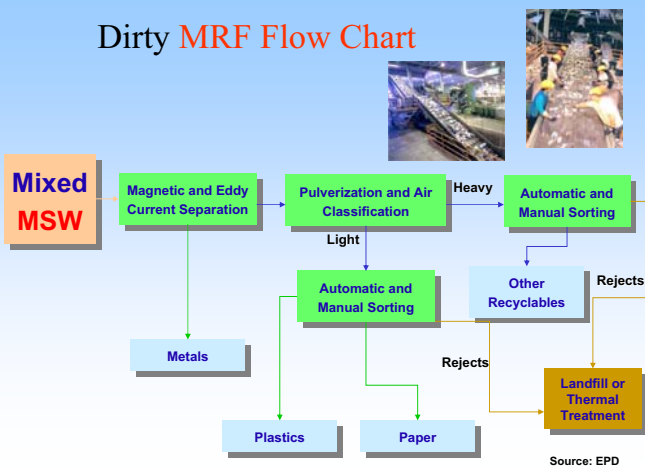 Dirty MRF Flow Chart
Mixed
MSW
Magnetic and Eddy
Current Separation
Pulverization and Air
Classification
Heavy
Automatic and
Manual Sorting
Light
Automatic and
Manual Sorting
Other
Recyclables
Rejects
Metals
Rejects
Landfill or
Thermal
Treatment
Plastics
Paper
Source: EPD